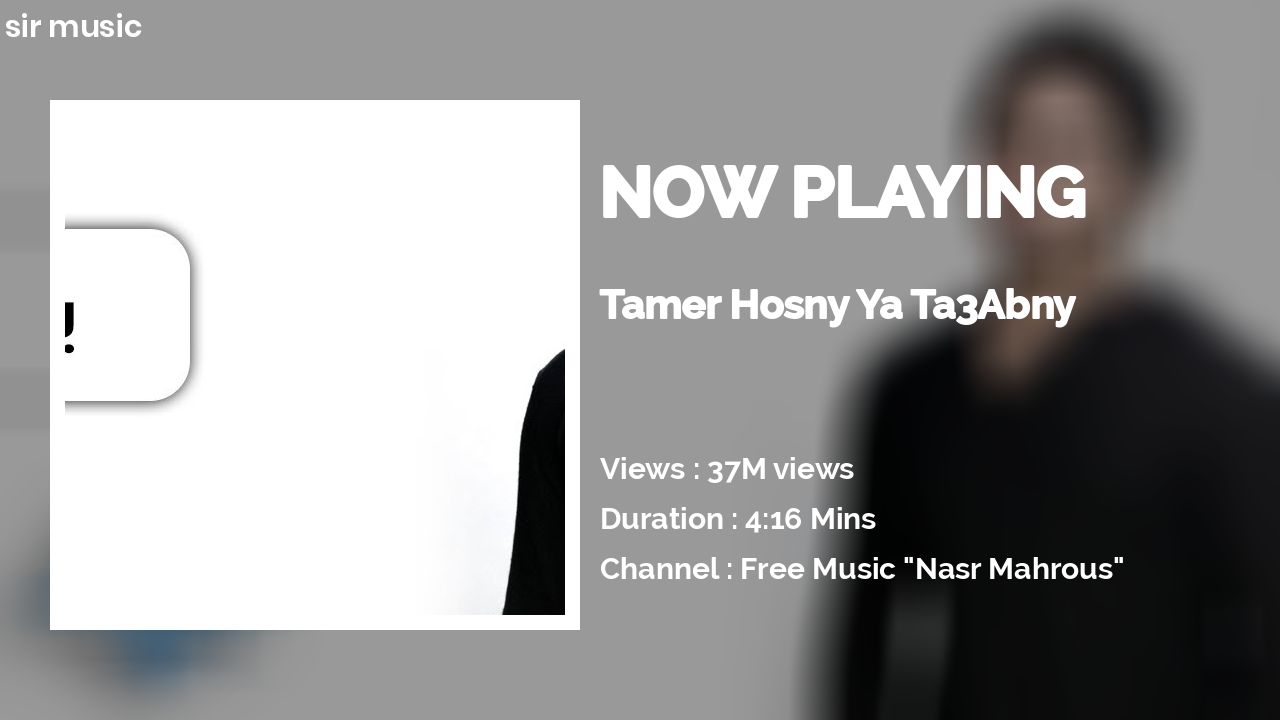 sir music
NOW PLAYING
Tamer Hosny Ya Ta3Abny
Views : 37M views
Duration : 4:16 Mins
Channel : Free Music "Nasr Mahrous"